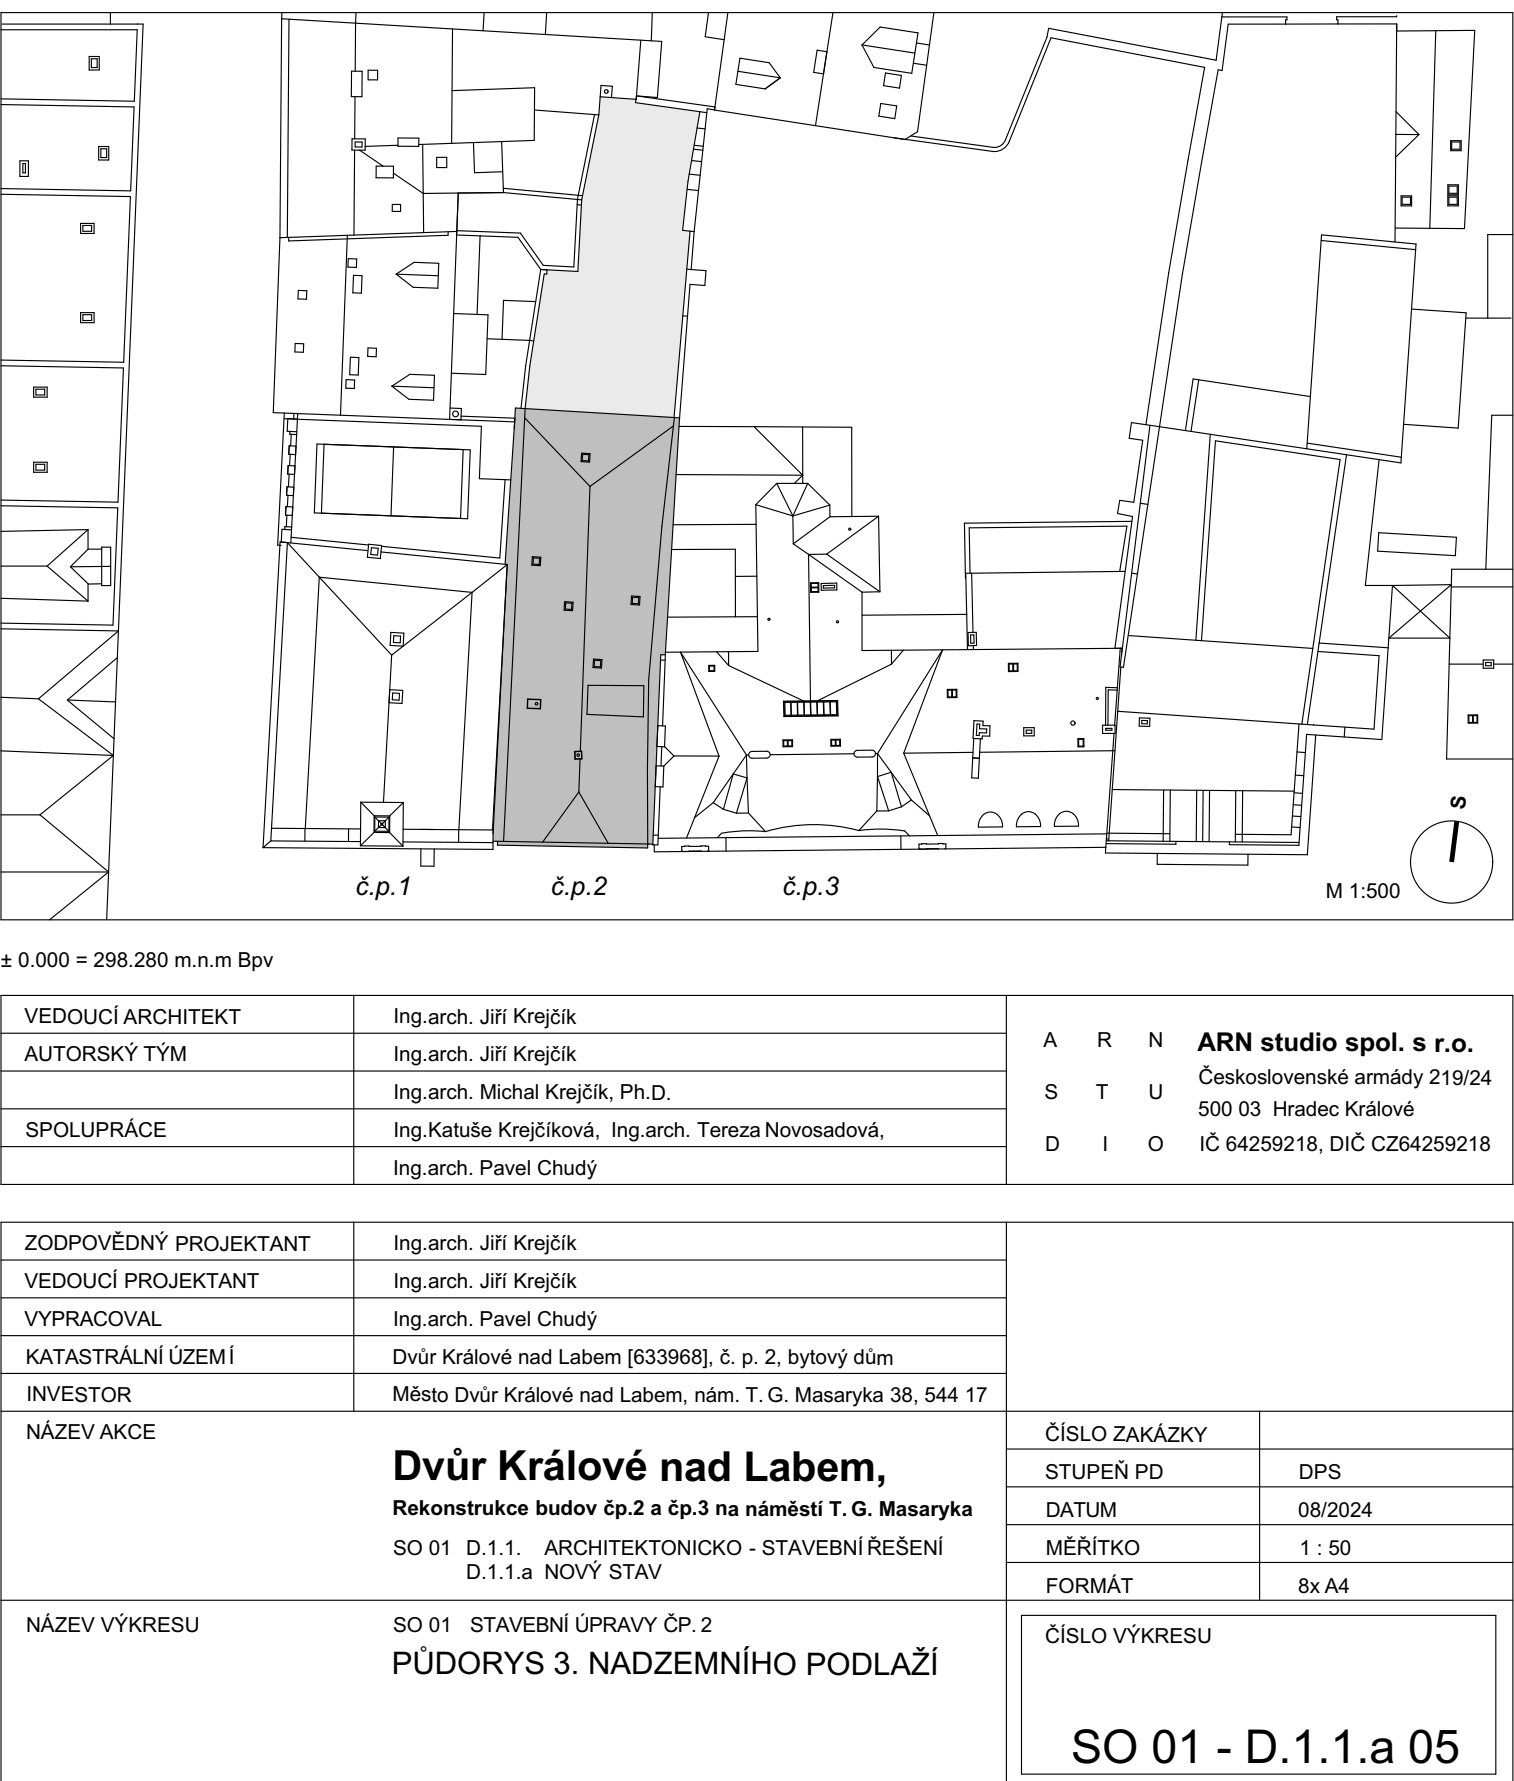 S
č.p.1
č.p.2
č.p.3
M 1:500
± 0.000 = 298.280 m.n.m Bpv
VEDOUCÍ ARCHITEKT Ing.arch. Jiří Krejčík
AUTORSKÝ TÝM Ing.arch. Jiří Krejčík
Ing.arch. Michal Krejčík, Ph.D.
SPOLUPRÁCE Ing.Katuše Krejčíková, Ing.arch. Tereza Novosadová,
Ing.arch. Pavel Chudý
A R N
S T U
D I O
ARN studio spol. s r.o.
Československé armády 219/24
500 03 Hradec Králové
IČ 64259218, DIČ CZ64259218
ZODPOVĚDNÝ PROJEKTANT Ing.arch. Jiří Krejčík
VEDOUCÍ PROJEKTANT Ing.arch. Jiří Krejčík
VYPRACOVAL Ing.arch. Pavel Chudý
KATASTRÁLNÍ ÚZEMÍ Dvůr Králové nad Labem [633968], č. p. 2, bytový dům
INVESTOR Město Dvůr Králové nad Labem, nám. T. G. Masaryka 38, 544 17
NÁZEV AKCE
Dvůr Králové nad Labem,
Rekonstrukce budov čp.2 a čp.3 na náměstí T. G. Masaryka
SO 01 D.1.1. ARCHITEKTONICKO - STAVEBNÍ ŘEŠENÍ
D.1.1.a NOVÝ STAV
ČÍSLO ZAKÁZKY
STUPEŇ PD DPS
DATUM 08/2024
MĚŘÍTKO 1 : 50
FORMÁT 8x A4
NÁZEV VÝKRESU
SO 01 STAVEBNÍ ÚPRAVY ČP. 2
PŮDORYS 3. NADZEMNÍHO PODLAŽÍ
ČÍSLO VÝKRESU
SO 01 - D.1.1.a 05